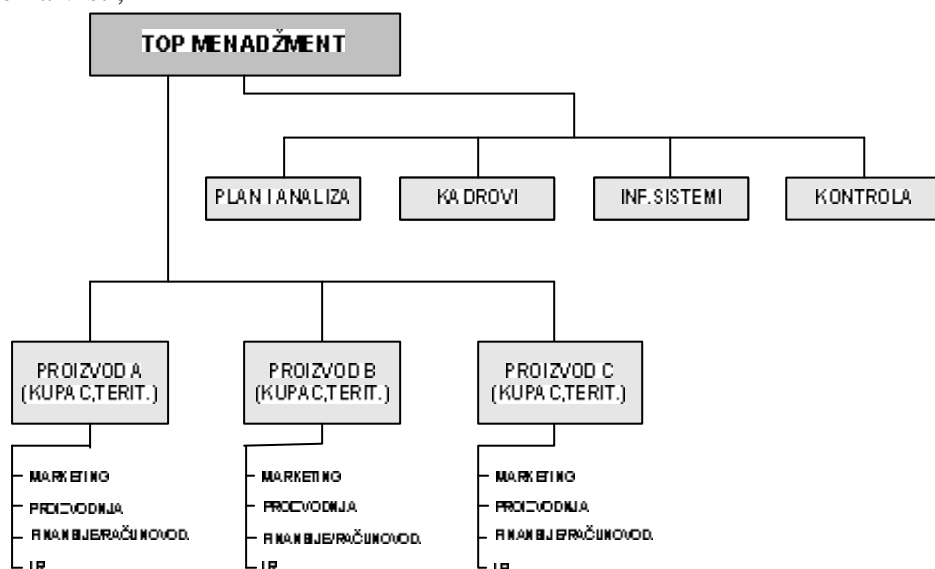 TOP MENADŽMENT
PLAN I ANALIZA
KADROVI
INF.SISTEMI
KONTROLA
PROIZVOD A
(KUPAC,TERIT.)
PROIZVOD B
(KUPAC,TERIT.)
PROIZVOD C
(KUPAC,TERIT.)
MARKETING
PROIZVODNJA
FINANSIJE/RAČUNOVOD.
MARKETING
PROIZVODNJA
FINANSIJE/RAČUNOVOD.
MARKETING
PROIZVODNJA
FINANSIJE/RAČUNOVOD.